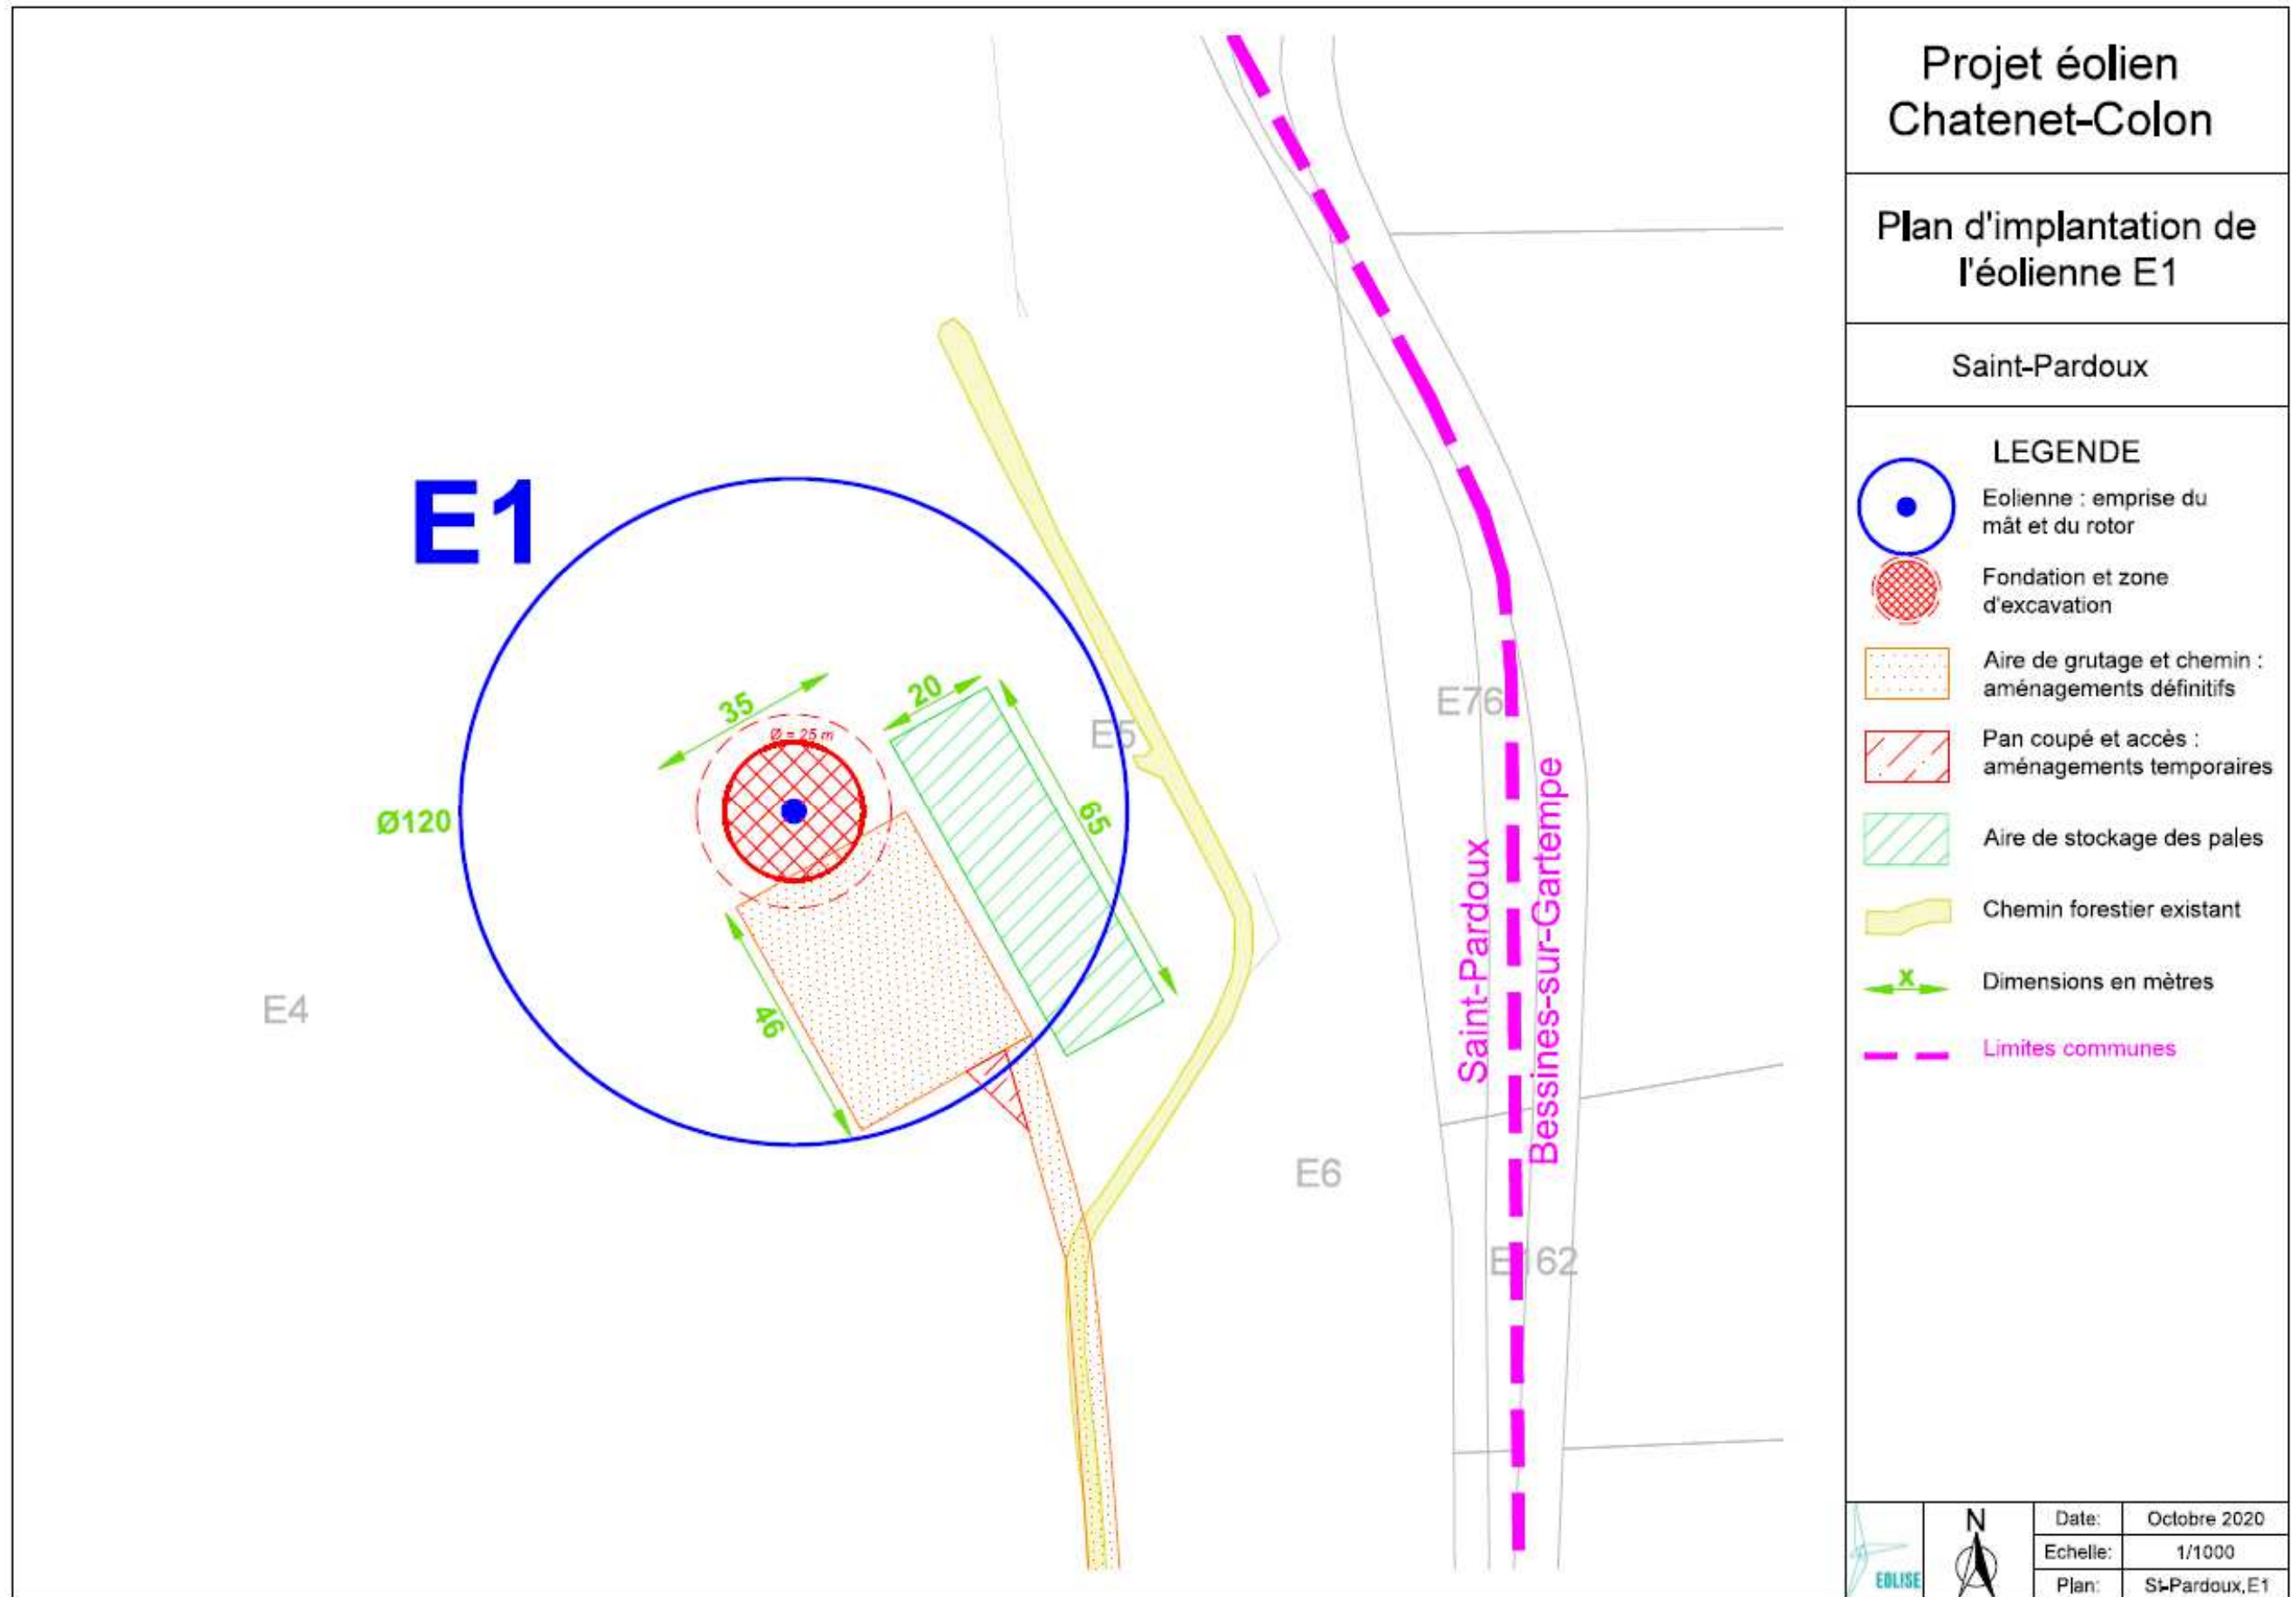 Projet éolien
Chatenet-Colon
Plan d'implantation de
l'éolienne E1
Saint-Pardoux
LEGENDE
Eolienne : emprise du
mât et du rotor
Fondation et zone
d'excavation
Aire de grutage et chemin :
aménagements définitifs
Pan coupé et accès :
aménagements temporaires
Aire de stockage des pales
Chemin forestier existant
X
Dimensions en mètres
Limites communes
E1
35
20
Ø = 25 m
E5
E76
65
Ø120
46
E4
E6
Saint-Pardoux
Bessines-sur-Gartempe
E162
EOLISE
N
Date:
Octobre 2020
Echelle:
1/1000
Plan:
St-Pardoux,E1